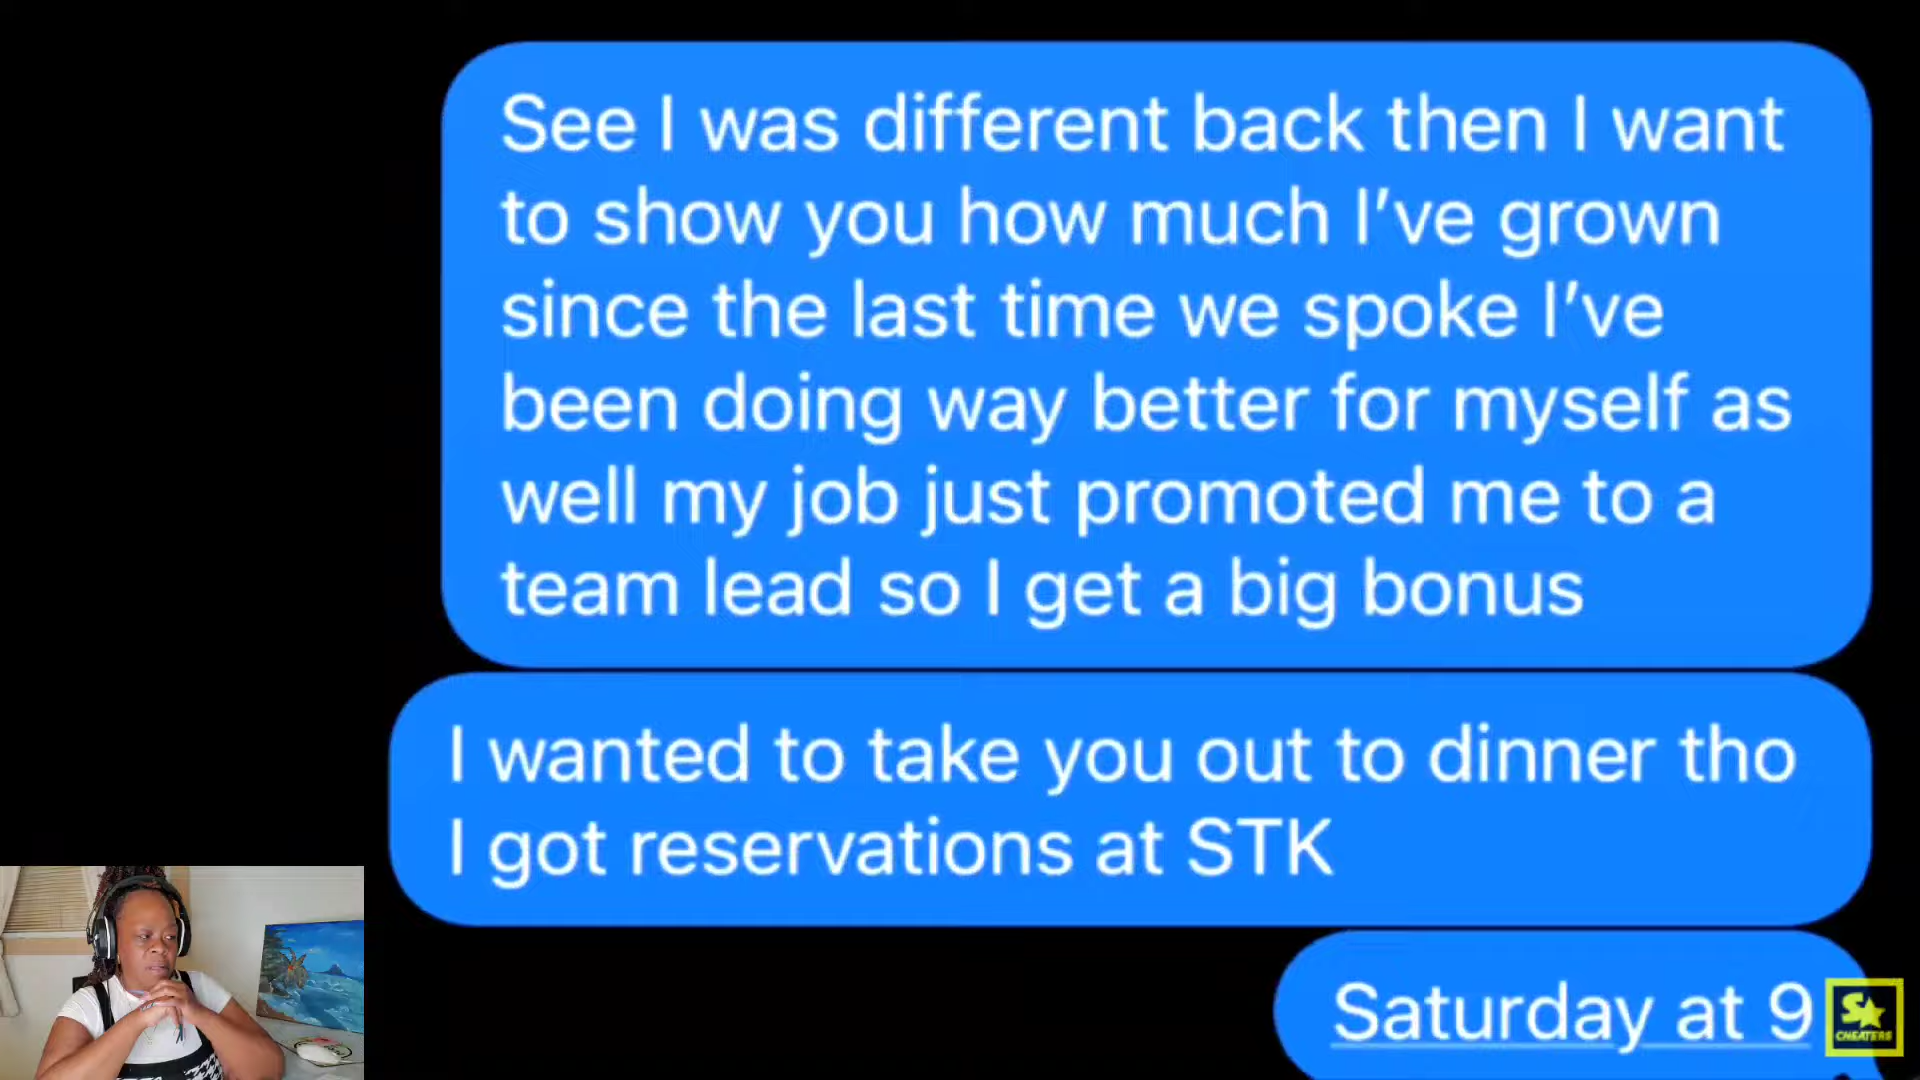 See I was different back then I want
to show you how much I've grown
since the last time we spoke I've
been doing way better for myself as
well my job just promoted me to a
team lead so I get a big bonus
I wanted to take you out to dinner tho
I got reservations at STK
Saturday at 9
S
CHEATERS